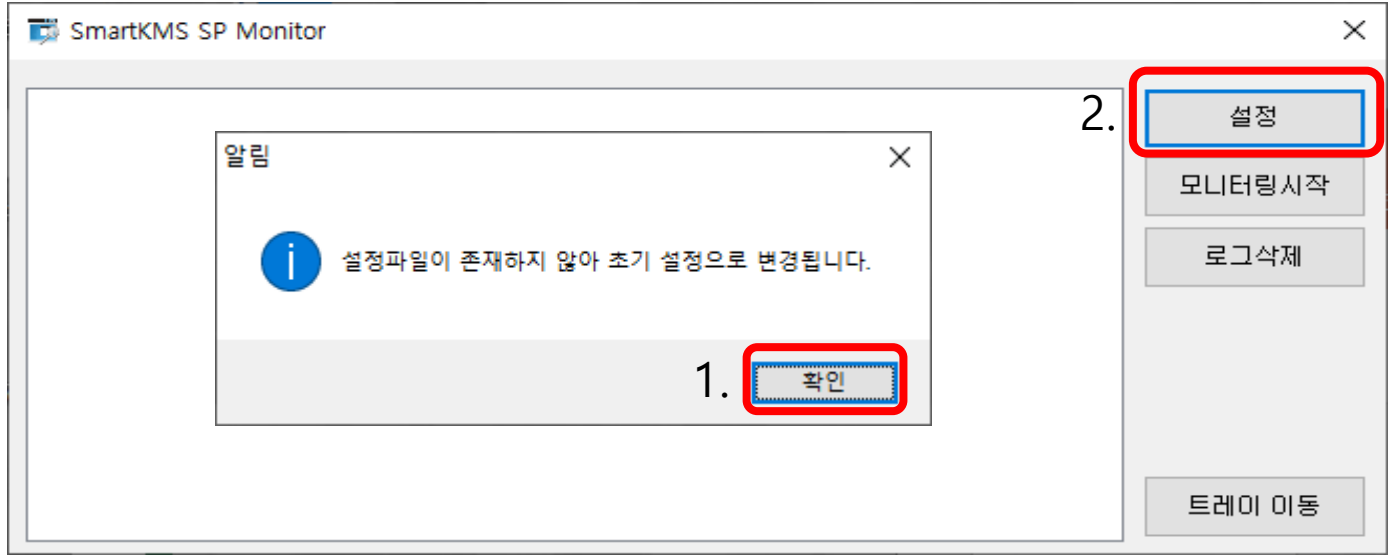 SmartKMS SP Monitor
2.
설정
알림
모니터링시작
설정파일이 존재하지 않아 초기 설정으로 변경됩니다.
로그삭제
1.
확인
트레이 이동